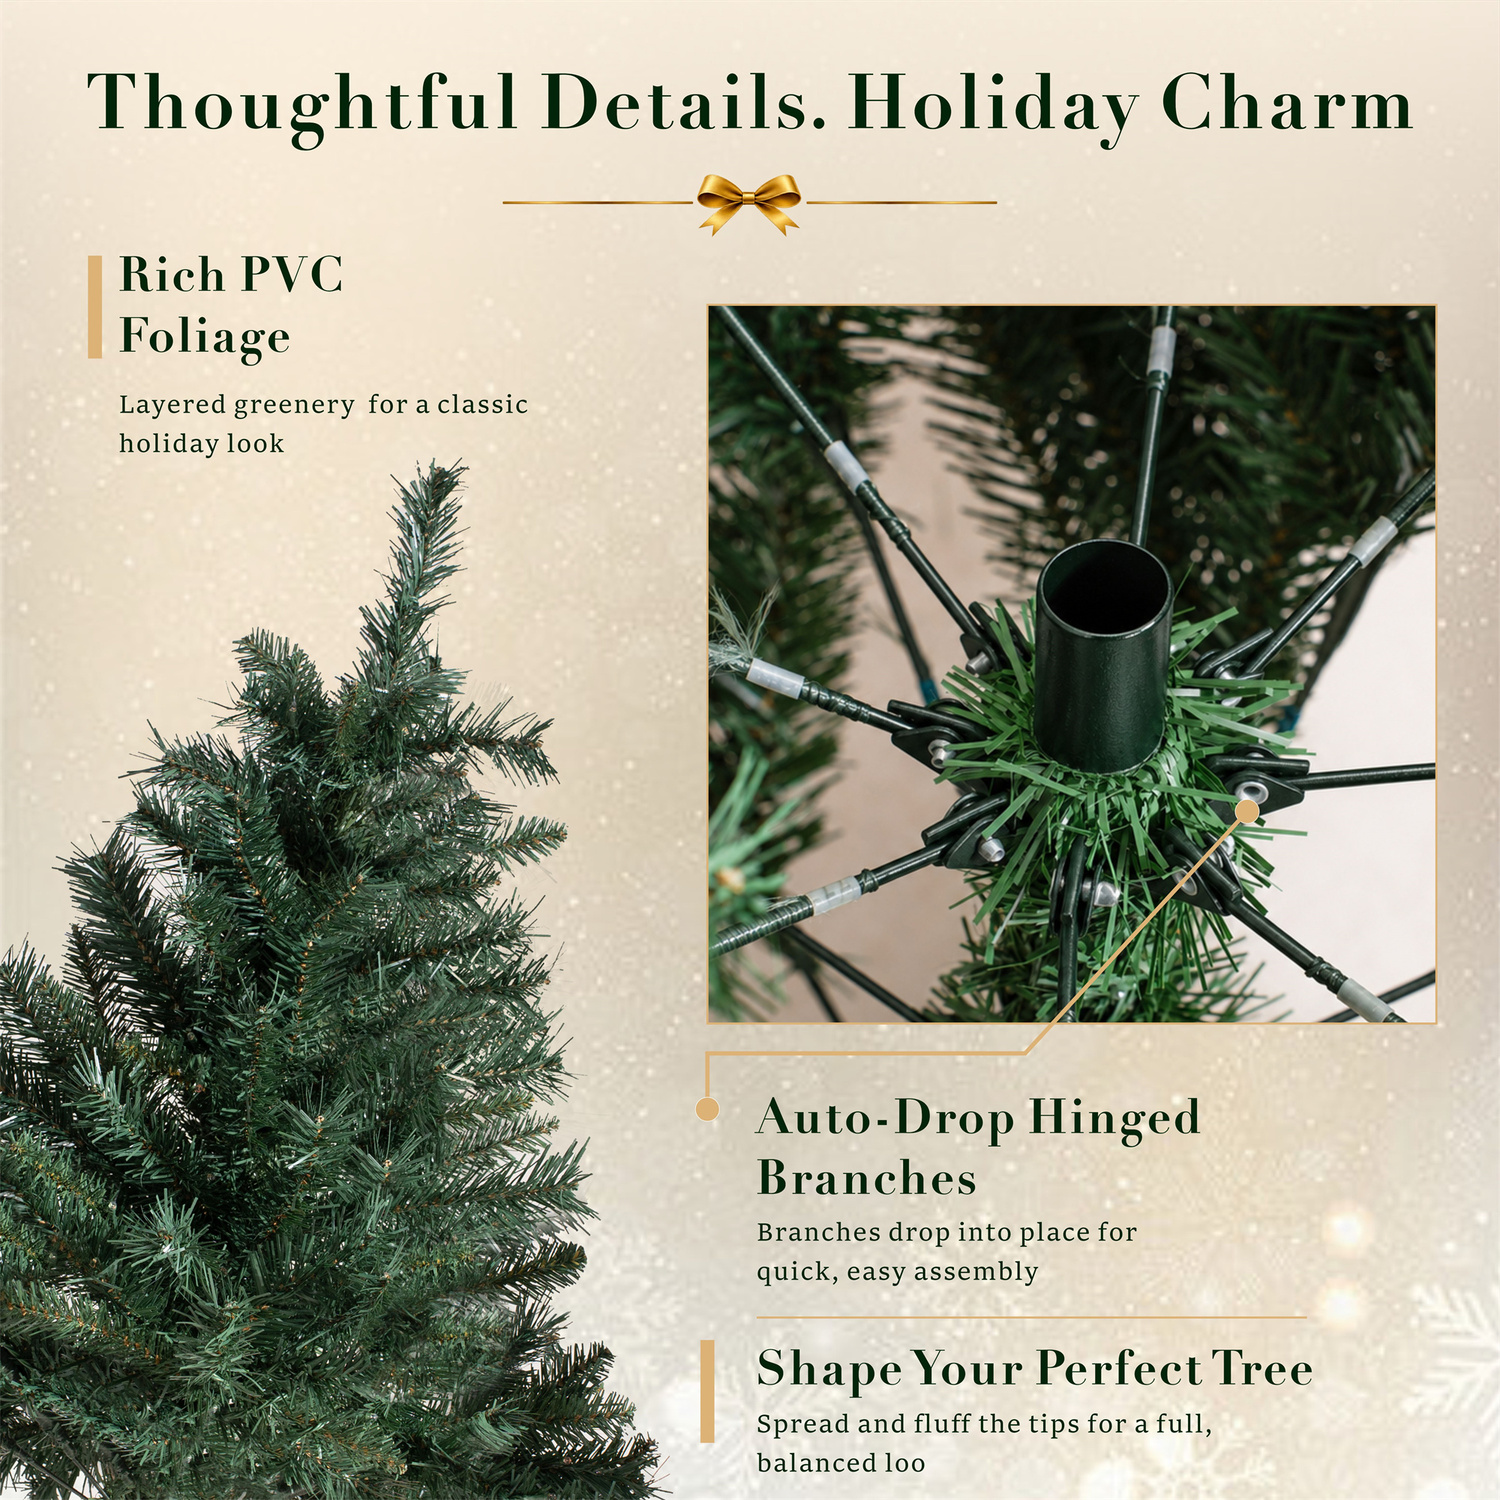 Thoughtful Details. Holiday Charm
Rich PVC
Foliage
Layered greenery for a classic
holiday look
Auto-Drop Hinged
Branches
Branches drop into place for
quick, easy assembly
Shape Your Perfect Tree
Spread and fluff the tips for a full,
balanced loo